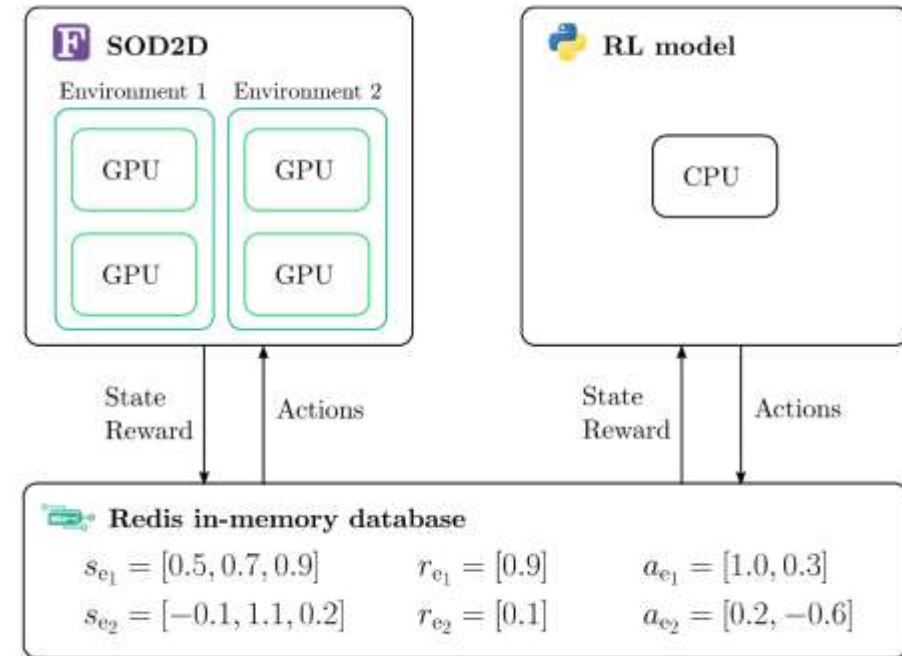 F SOD2D
Environment 1 Environment 2
GPU GPU
GPU GPU
RL model
CPU
State
Reward
Actions
State
Reward
Actions
Redis in-memory database
s_{e_1} = [0.5, 0.7, 0.9] r_{e_1} = [0.9] a_{e_1} = [1.0, 0.3]
s_{e_2} = [−0.1, 1.1, 0.2] r_{e_2} = [0.1] a_{e_2} = [0.2, −0.6]